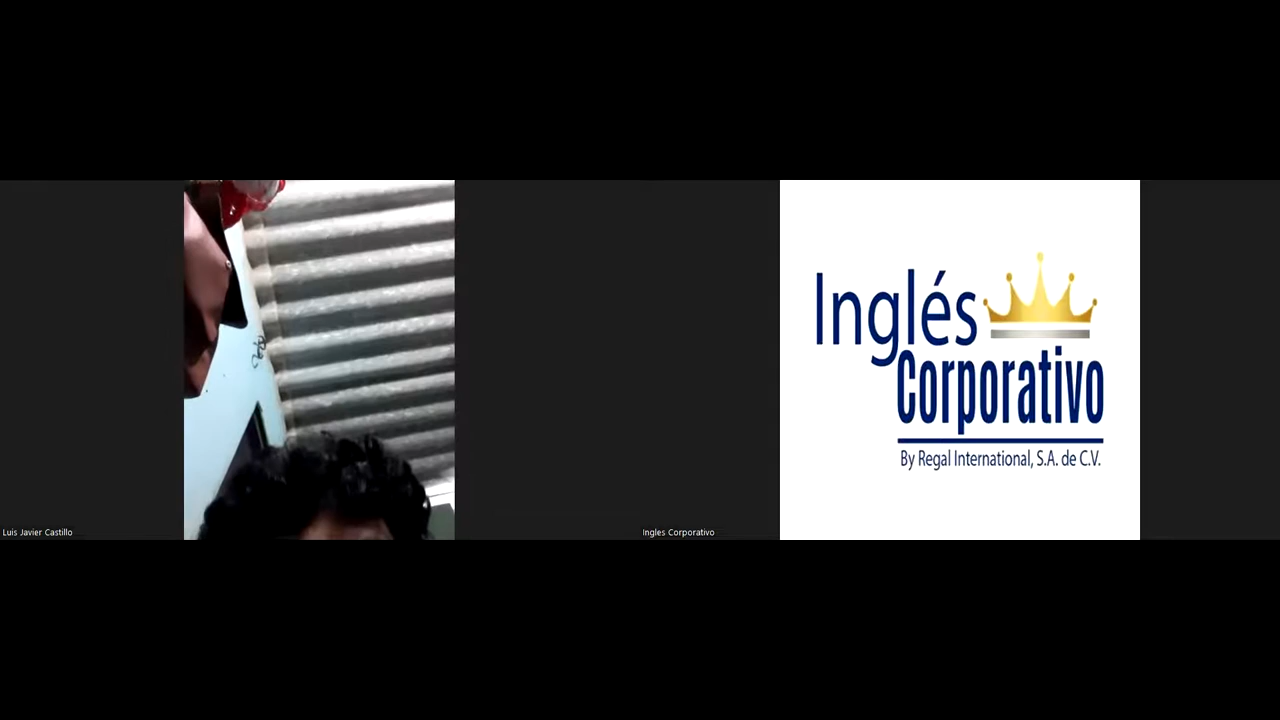 Inglés
Corporativo
By Regal International, S.A. de C.V.
Luis Javier Castillo
Ingles Corporativo